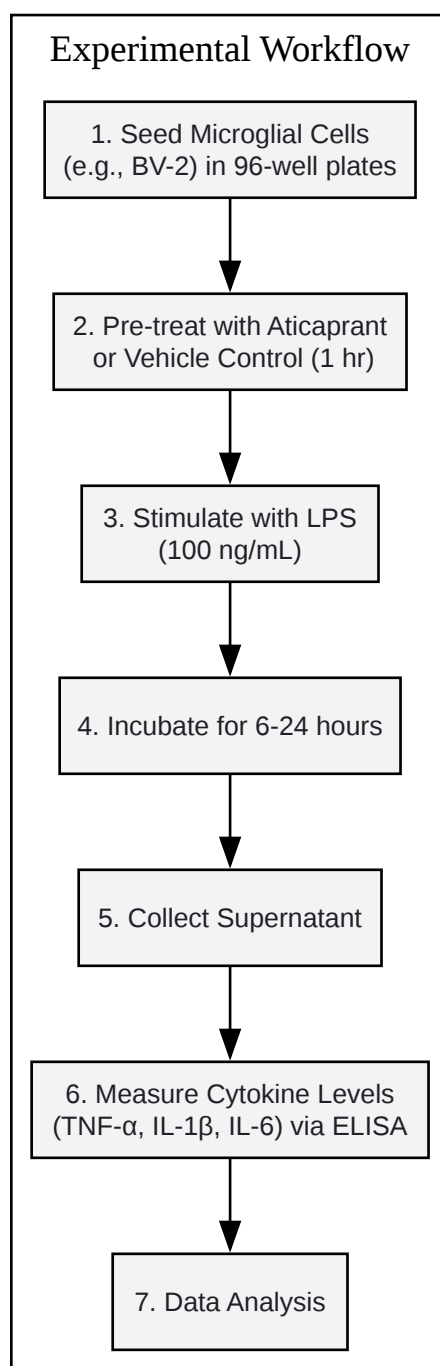 Experimental Workflow
1. Seed Microglial Cells
(e.g., BV-2) in 96-well plates
2. Pre-treat with Aticaprant
or Vehicle Control (1 hr)
3. Stimulate with LPS
(100 ng/mL)
4. Incubate for 6-24 hours
5. Collect Supernatant
6. Measure Cytokine Levels
(TNF-α, IL-1β, IL-6) via ELISA
7. Data Analysis